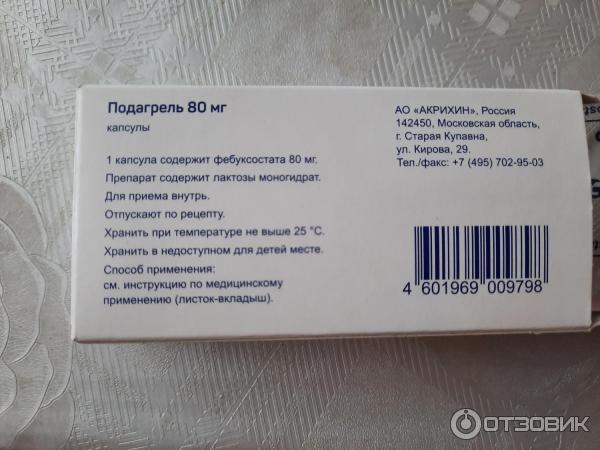 Подагрель 80 мг
капсулы
1 капсула содержит фебуксостата 80 мг.
Препарат содержит лактозы моногидрат.
Для приема внутрь.
Отпускают по рецепту.
Хранить при температуре не выше 25 °С.
Хранить в недоступном для детей месте.
Способ применения:
см. инструкцию по медицинскому
применению (листок-вкладыш).
АО «АКРИХИН», Россия
142450, Московская область,
г. Старая Купавна,
ул. Кирова, 29.
Тел./факс: +7 (495) 702-95-03
4 601969 009798
ОТЗОВИК